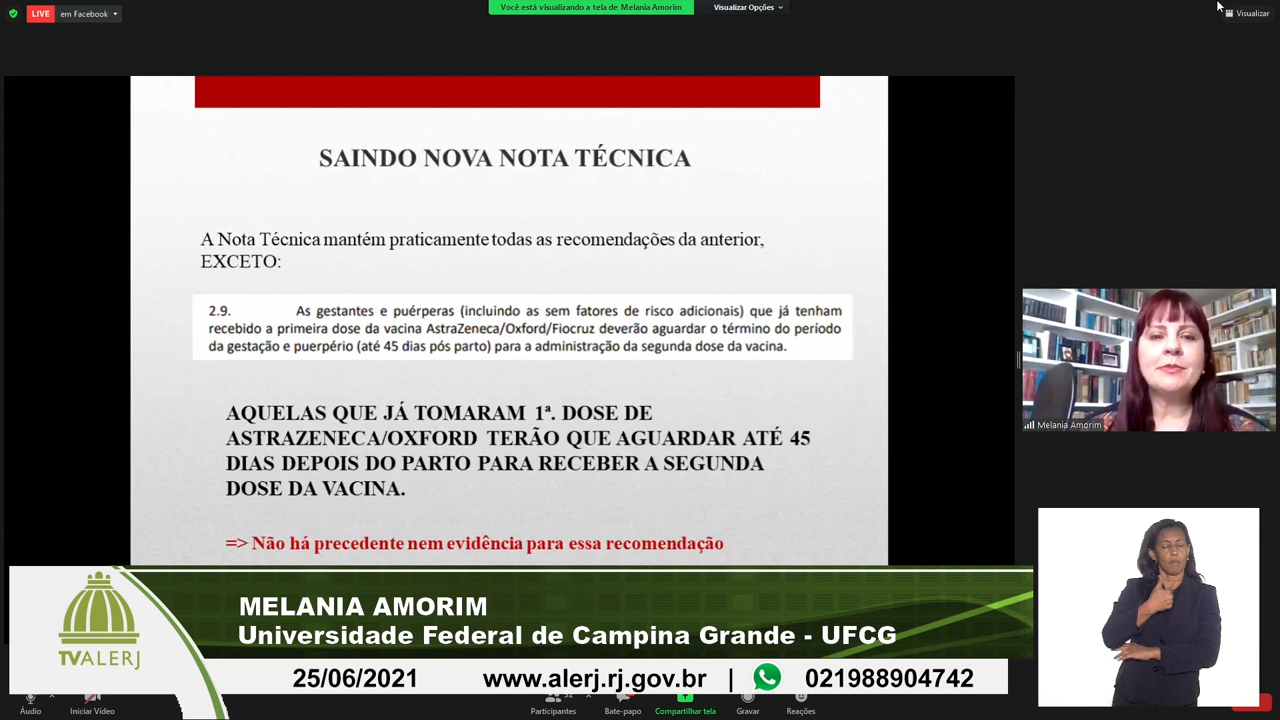 LIVE em Facebook
Você está visualizando a tela de Melania Amorim
Visualizar Opções
Visualizar
SAINDO NOVA NOTA TÉCNICA
A Nota Técnica mantém praticamente todas as recomendações da anterior,
EXCETO:
2.9. As gestantes e puérperas (incluindo as sem fatores de risco adicionais) que já tenham
recebido a primeira dose da vacina AstraZeneca/Oxford/Fiocruz deverão aguardar o término do período
da gestação e puerpério (até 45 dias pós parto) para a administração da segunda dose da vacina.
AQUELAS QUE JÁ TOMARAM 1ª. DOSE DE
ASTRAZENECA/OXFORD TERÃO QUE AGUARDAR ATÉ 45
DIAS DEPOIS DO PARTO PARA RECEBER A SEGUNDA
DOSE DA VACINA.
=> Não há precedente nem evidência para essa recomendação
Melania Amorim
MELANIA AMORIM
Universidade Federal de Campina Grande - UFCG
TVALERJ
25/06/2021 www.alerj.rj.gov.br | 021988904742
Áudio
Iniciar Vídeo
Participantes
Bate-papo
Compartilhar tela
Gravar
Reações